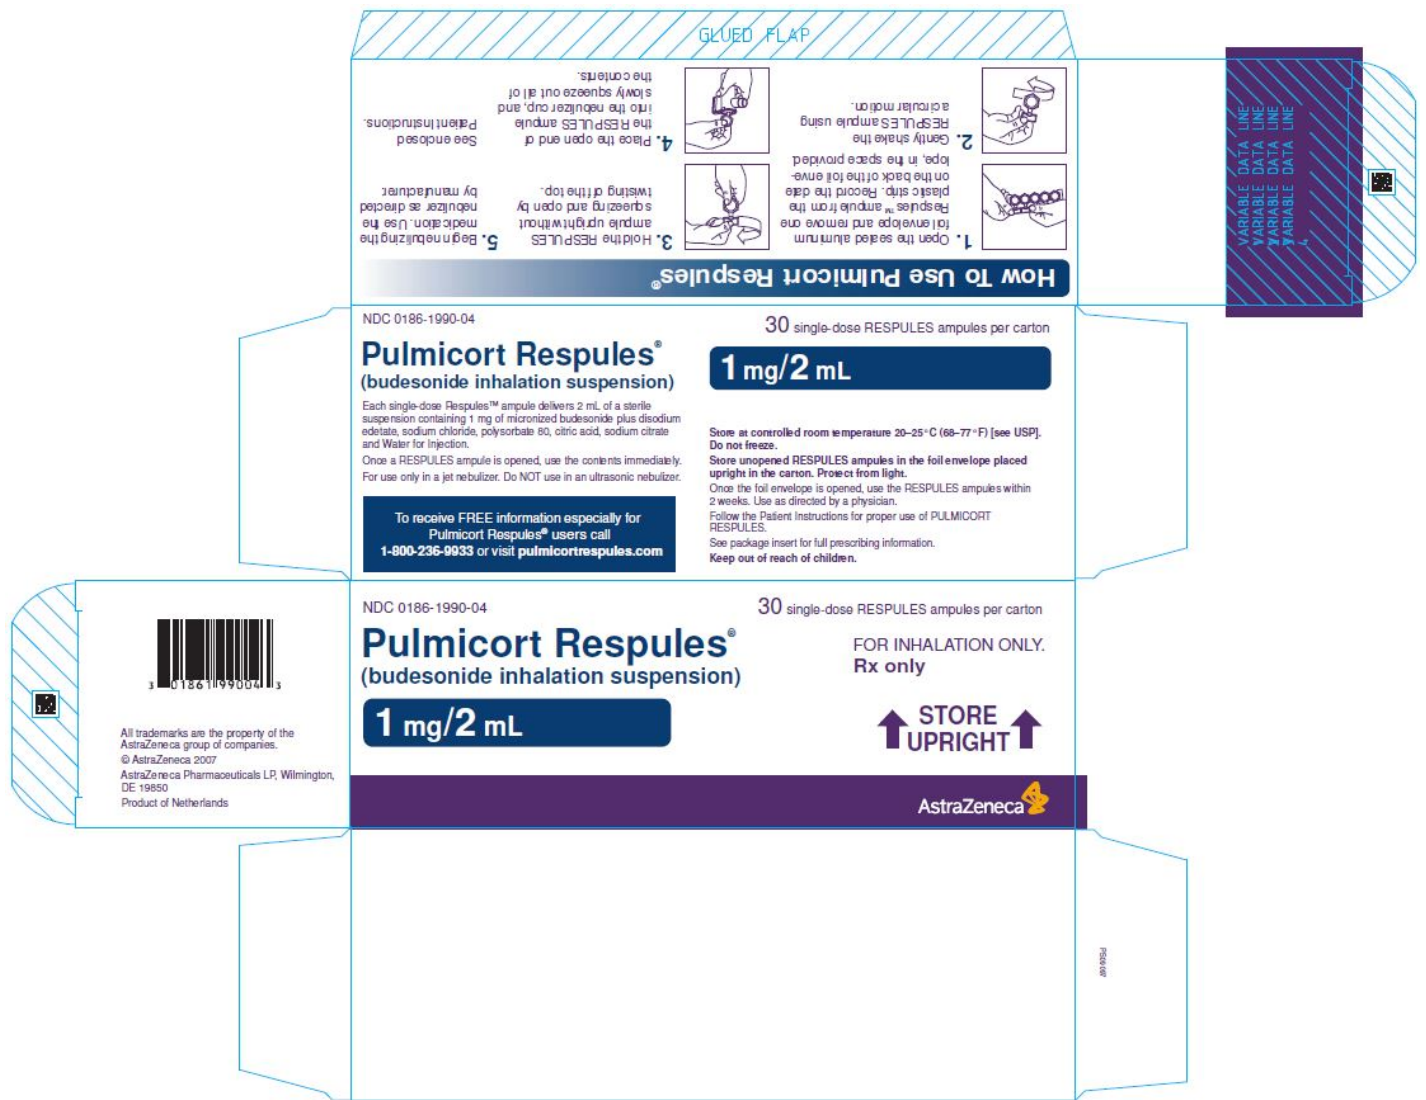 GLUED FLAP
How To Use Pulmicort Respules®
1. Open the sealed aluminum
foil envelope and remove one
Respules™ ampule from the
plastic strip. Record the date
on the back of the foil enve-
lope, in the space provided
2. Gently shake the
RESPULES ampule using
a circular motion.
3. Hold the RESPULES
ampule upright without
squeezing and open by
twisting of the top.
4. Place the open end of
the RESPULES ampule
into the nebulizer cup, and
slowly squeeze out all of
the contents.
5. Begin nebulizing the
medication. Use the
nebulizer as directed
by manufacturer
See enclosed
Patient Instructions.
VARIABLE DATA LINE
VARIABLE DATA LINE
VARIABLE DATA LINE
VARIABLE DATA LINE
4
NDC 0186-1990-04
30 single-dose RESPULES ampules per carton
Pulmicort Respules®
(budesonide inhalation suspension)
1 mg/2 mL
Each single-dose Respules™ ampule delivers 2 mL of a sterile
suspension containing 1 mg of micronized budesonide plus disodium
edetate, sodium chloride, polysorbate 80, citric acid, sodium citrate
and Water for Injection.
Once a RESPULES ampule is opened, use the contents immediately.
For use only in a jet nebulizer. Do NOT use in an ultrasonic nebulizer.
To receive FREE information especially for
Pulmicort Respules® users call
1-800-236-9933 or visit pulmicortrespules.com
Store at controlled room temperature 20–25°C (68–77°F) [see USP].
Do not freeze.
Store unopened RESPULES ampules in the foil envelope placed
upright in the carton. Protect from light.
Once the foil envelope is opened, use the RESPULES ampules within
2 weeks. Use as directed by a physician.
Follow the Patient Instructions for proper use of PULMICORT
RESPULES.
See package insert for full prescribing information.
Keep out of reach of children.
3 01861 99004 3
All trademarks are the property of the
AstraZeneca group of companies.
© AstraZeneca 2007
AstraZeneca Pharmaceuticals LP, Wilmington,
DE 19850
Product of Netherlands
NDC 0186-1990-04
30 single-dose RESPULES ampules per carton
Pulmicort Respules®
(budesonide inhalation suspension)
1 mg/2 mL
FOR INHALATION ONLY.
Rx only
STORE
UPRIGHT
AstraZeneca